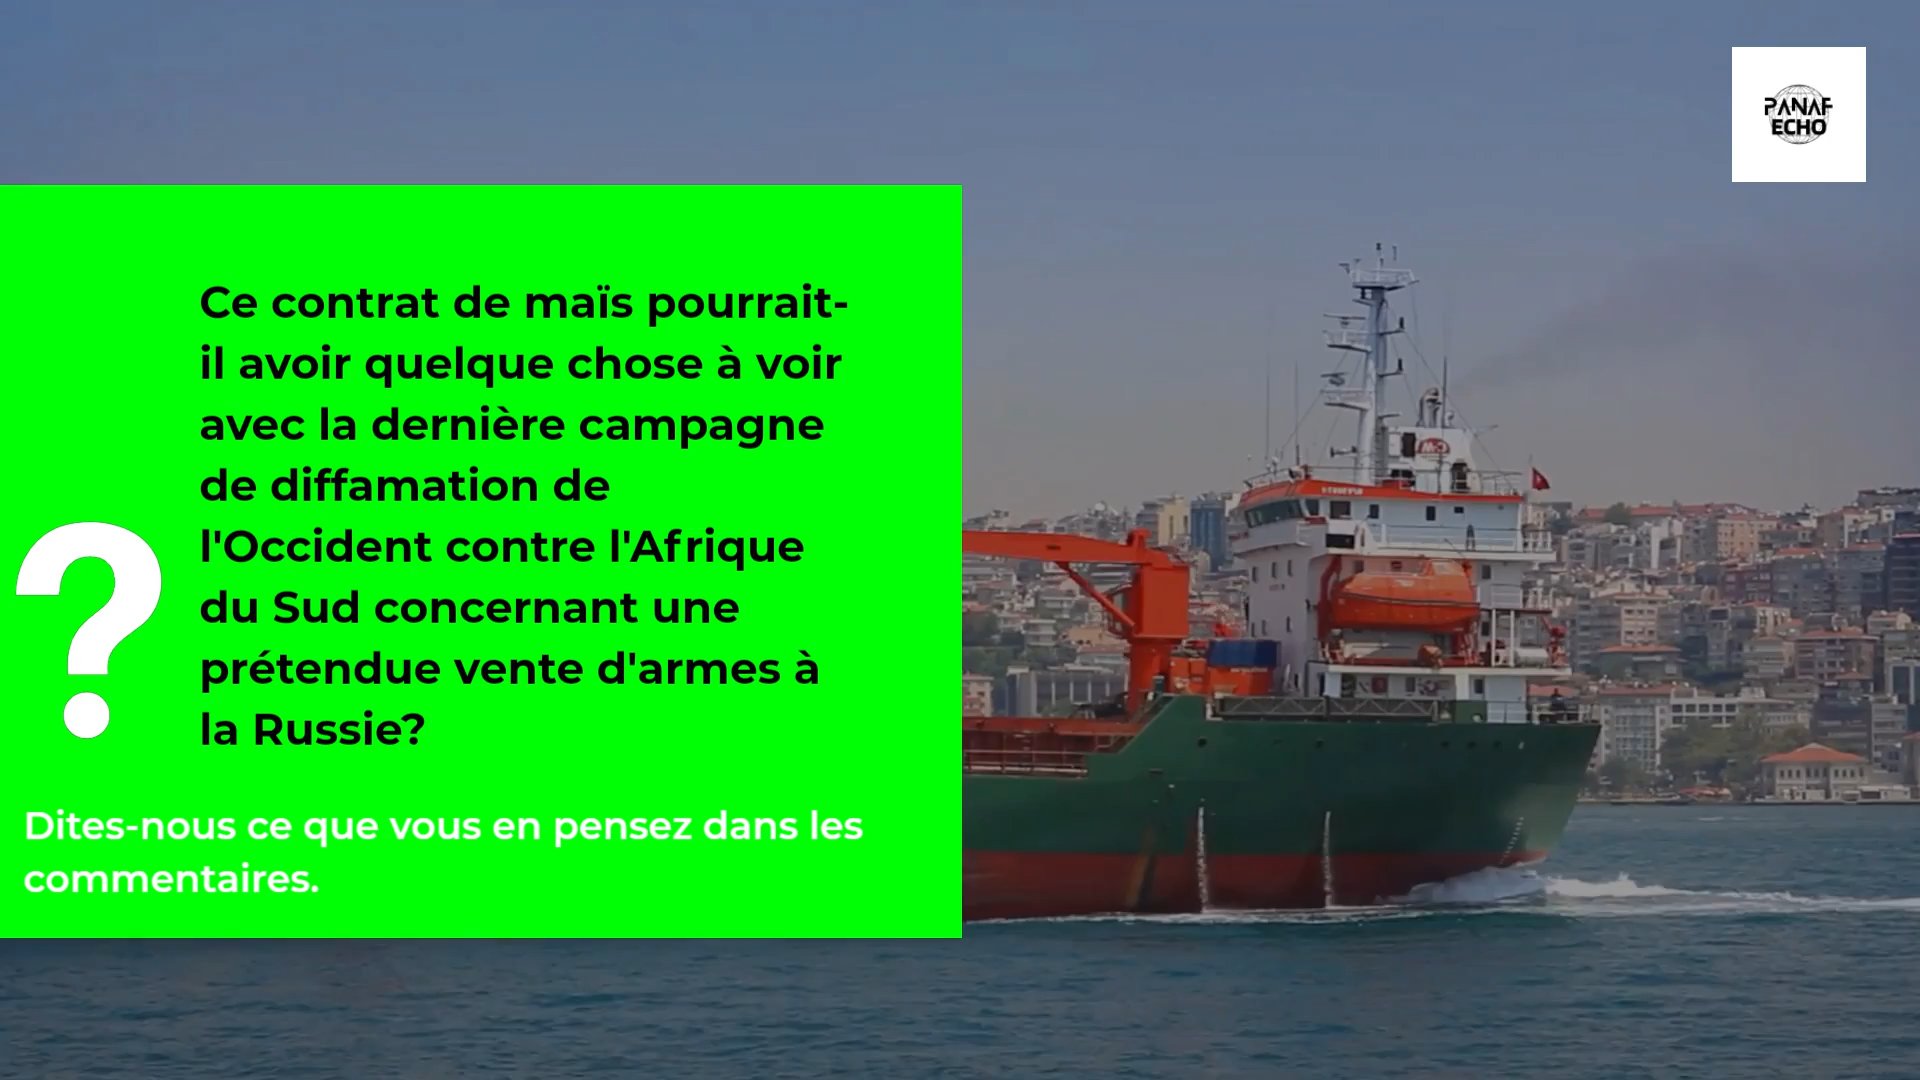 PANAF
ECHO
Ce contrat de maïs pourrait-
il avoir quelque chose à voir
avec la dernière campagne
de diffamation de
l'Occident contre l'Afrique
du Sud concernant une
prétendue vente d'armes à
la Russie?
?
Dites-nous ce que vous en pensez dans les
commentaires.